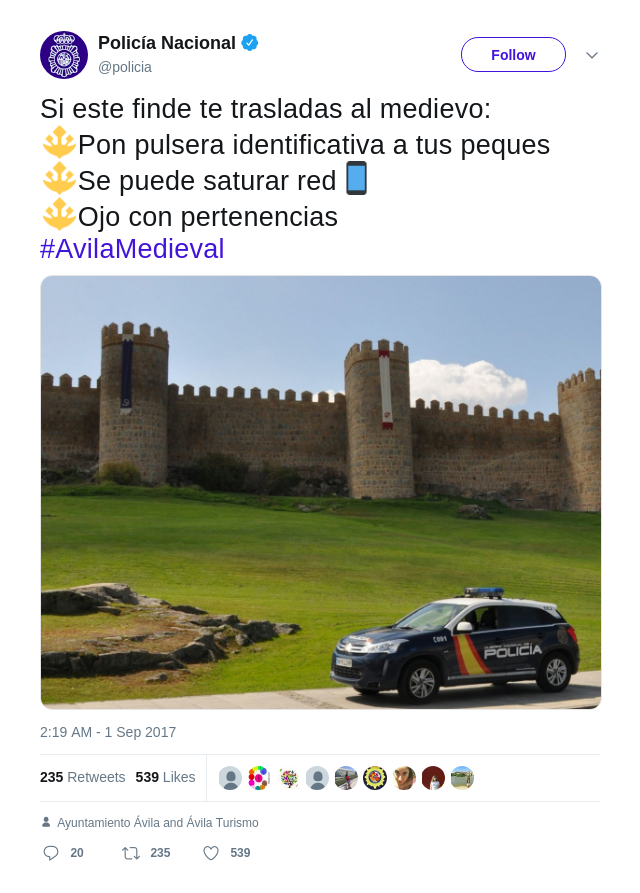 Policía Nacional
@policia
Follow
Si este finde te trasladas al medievo:
Pon pulsera identificativa a tus peques
Se puede saturar red
Ojo con pertenencias
#AvilaMedieval
POLICÍA
2:19 AM - 1 Sep 2017
235 Retweets 539 Likes
Ayuntamiento Ávila and Ávila Turismo
20 235 539